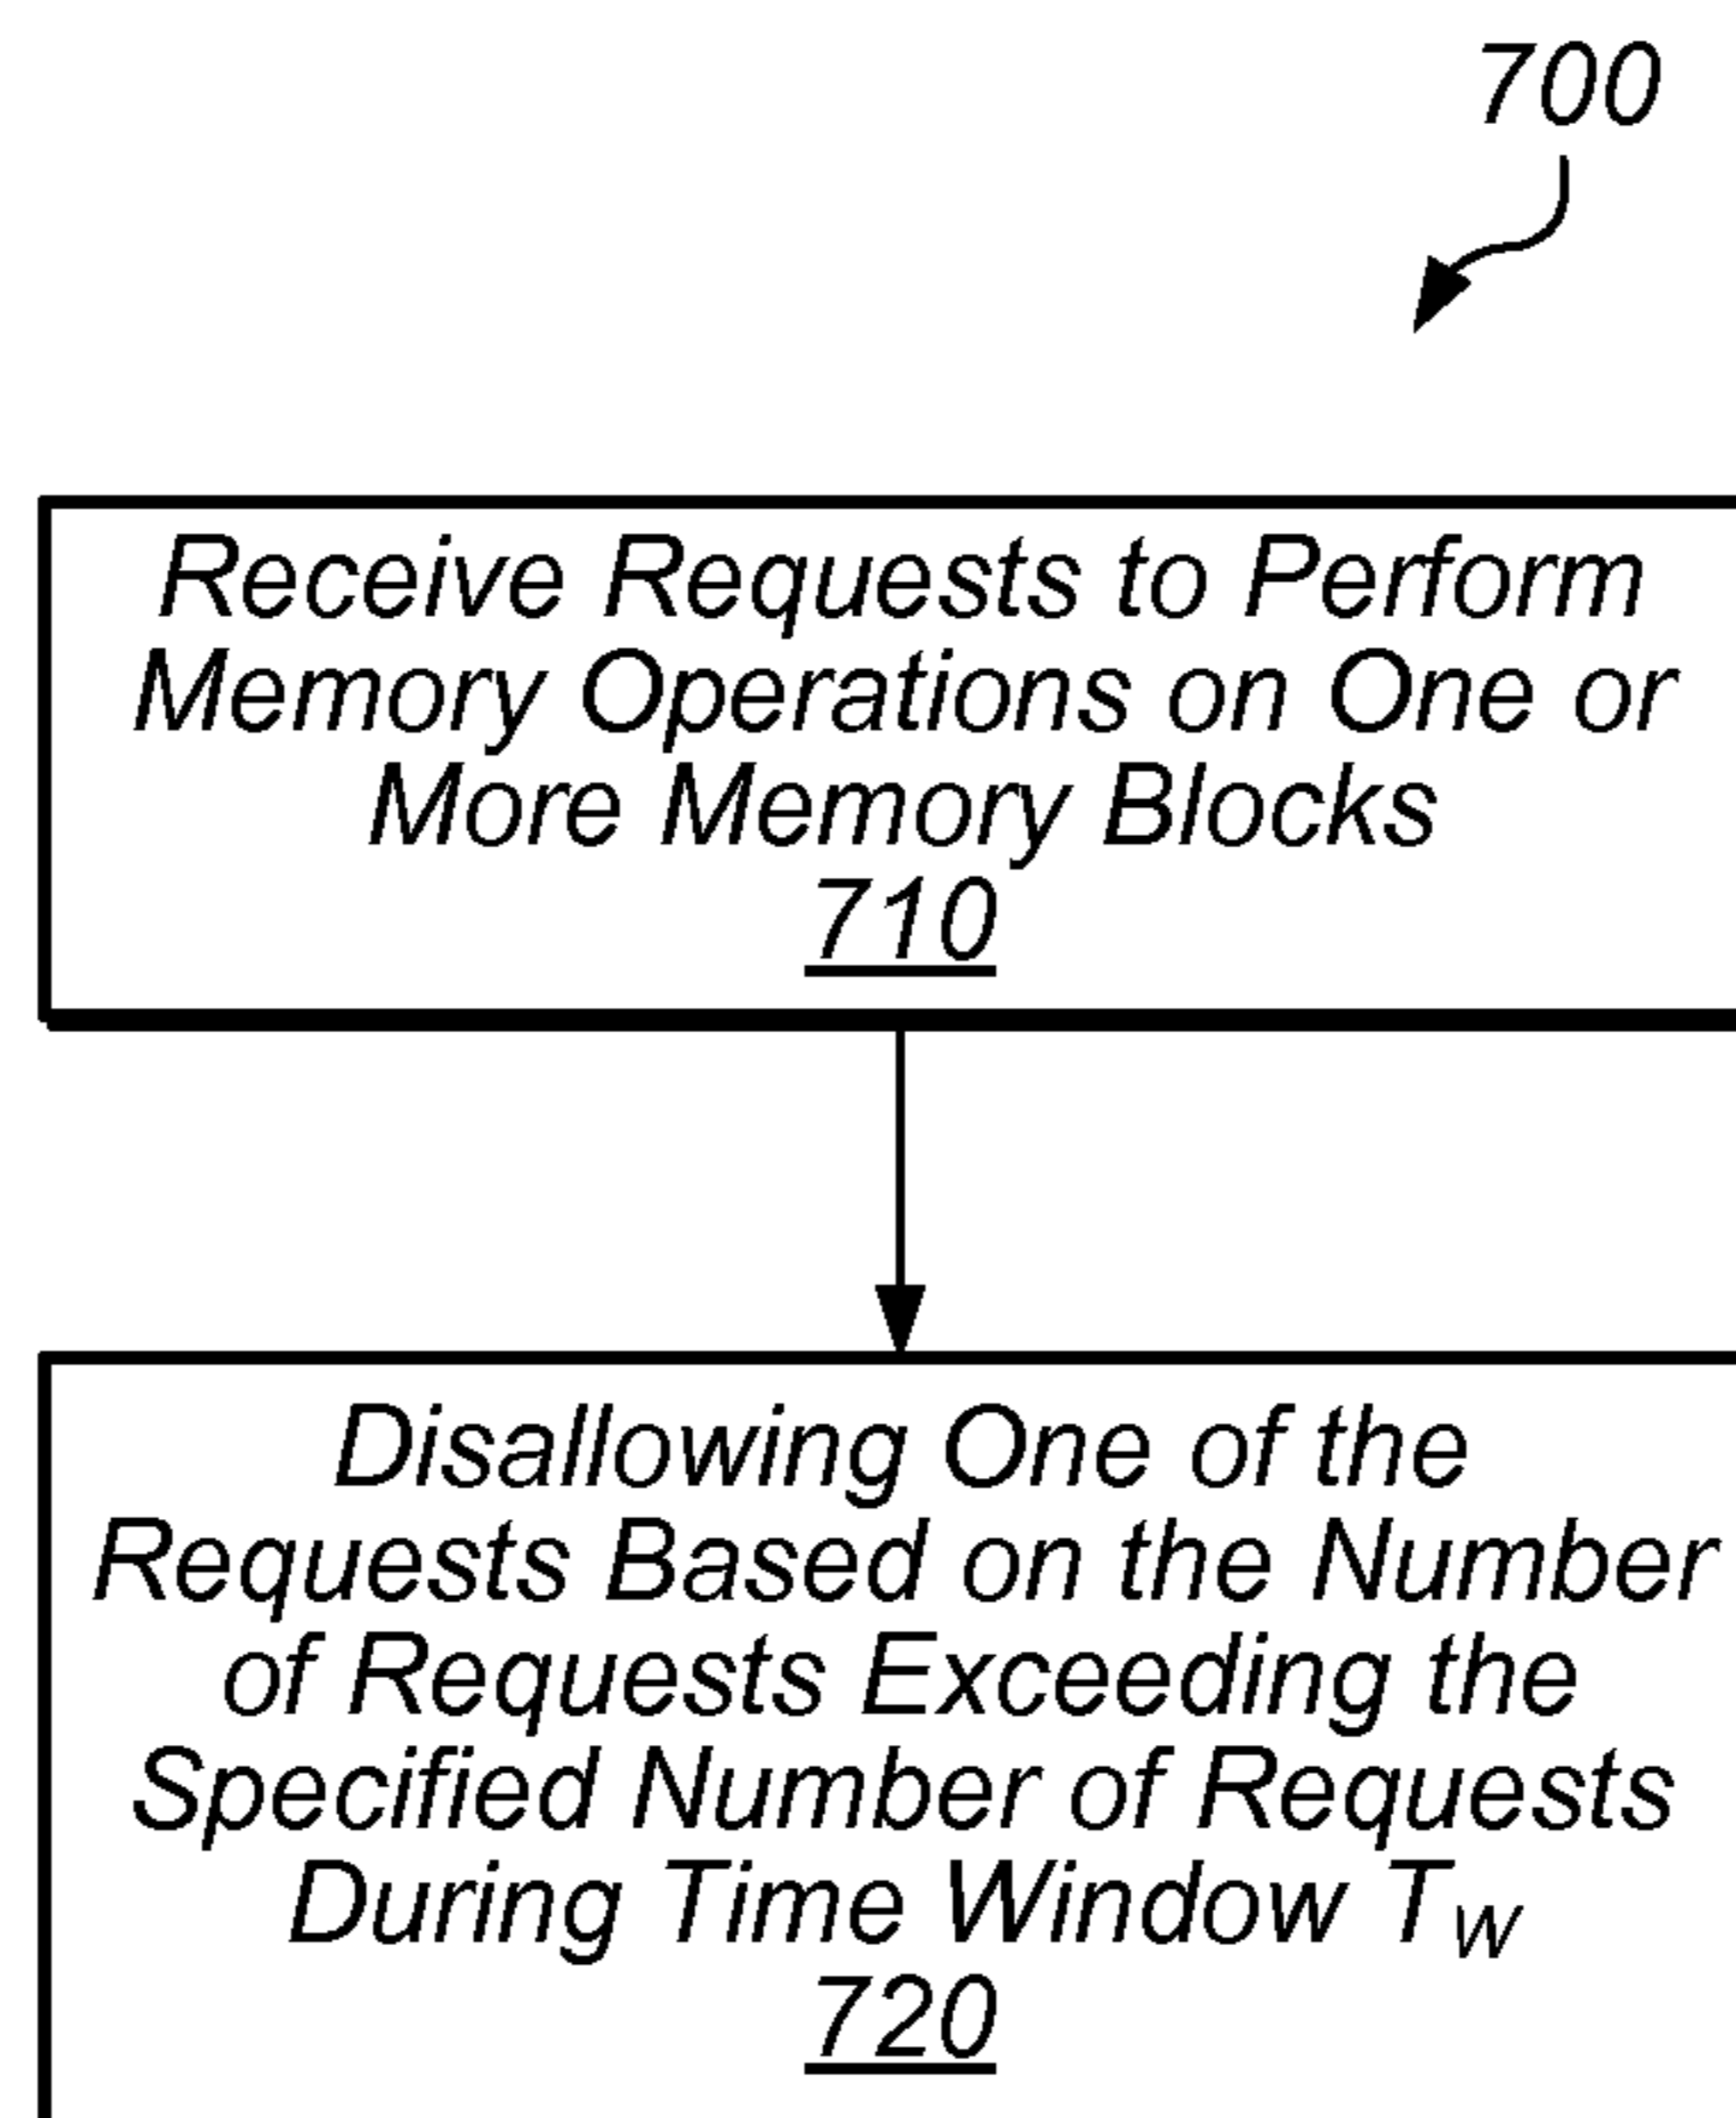 700
Receive Requests to Perform
Memory Operations on One or
More Memory Blocks
710
Disallowing One of the
Requests Based on the Number
of Requests Exceeding the
Specified Number of Requests
During Time Window TW
720